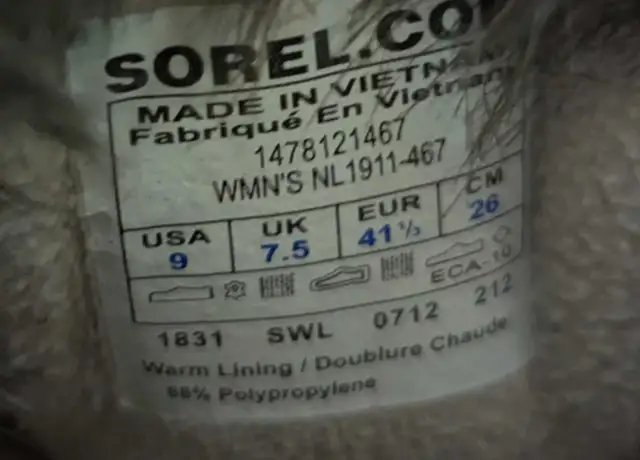 SOREL.CO
MADE IN VIETNA
Fabriqué En Vietnam
1478121467
WMN'S NL1911-467
USA UK EUR CM
9 7.5 41⅓ 26
ECA-10
1831 SWL 0712 212
Warm Lining / Doublure Chaude
Polypropylene